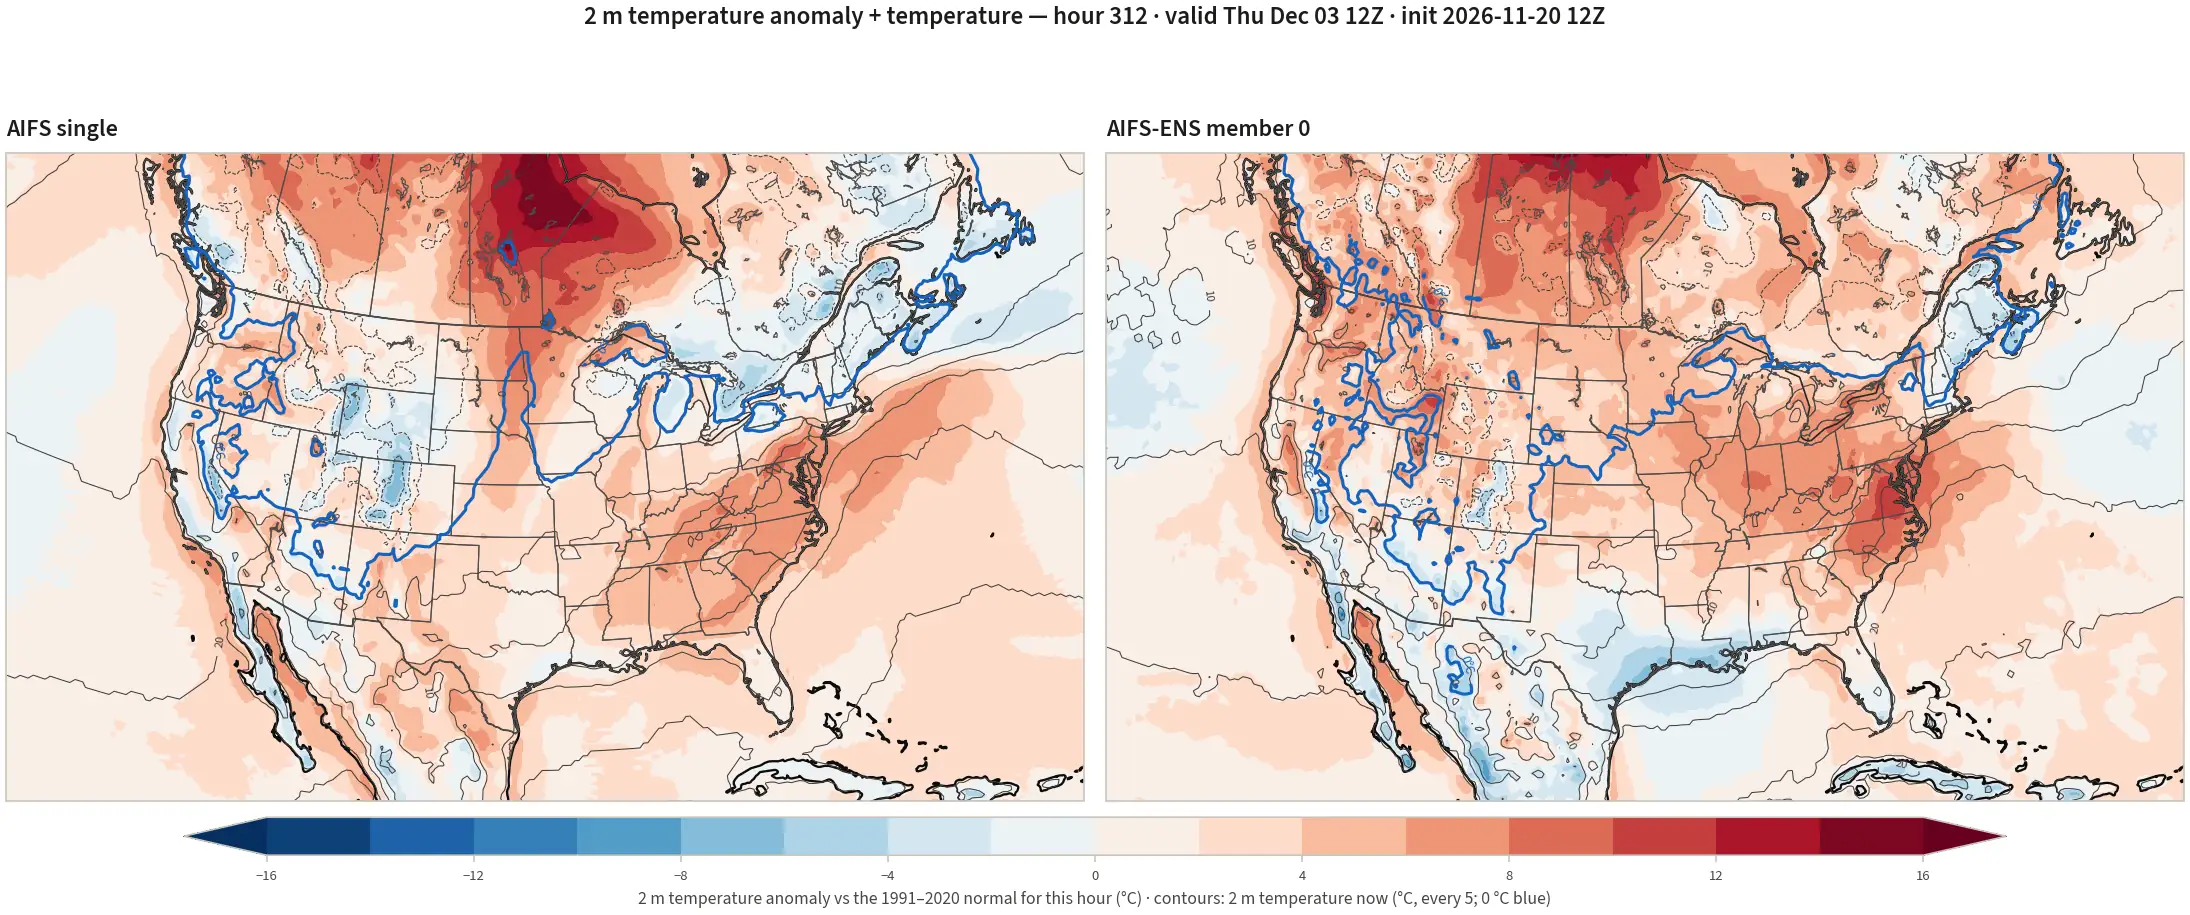 2 m temperature anomaly + temperature — hour 312 · valid Thu Dec 03 12Z · init 2026-11-20 12Z
AIFS single
AIFS-ENS member 0
−16 −12 −8 −4 0 4 8 12 16
2 m temperature anomaly vs the 1991–2020 normal for this hour (°C) · contours: 2 m temperature now (°C, every 5; 0 °C blue)